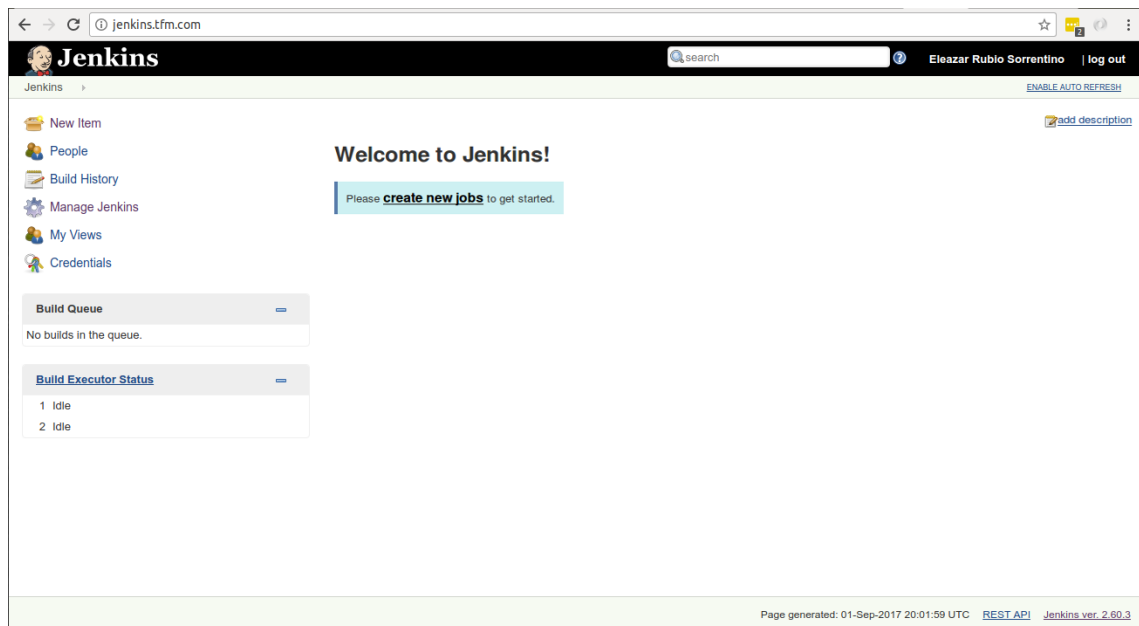 jenkins.tfm.com
2
Jenkins
search
Eleazar Rubio Sorrentino | log out
Jenkins
ENABLE AUTO REFRESH
New Item
People
Build History
Manage Jenkins
My Views
Credentials
add description
Welcome to Jenkins!
Please create new jobs to get started.
Build Queue
No builds in the queue.
Build Executor Status
1 Idle
2 Idle
Page generated: 01-Sep-2017 20:01:59 UTC REST API Jenkins ver. 2.60.3